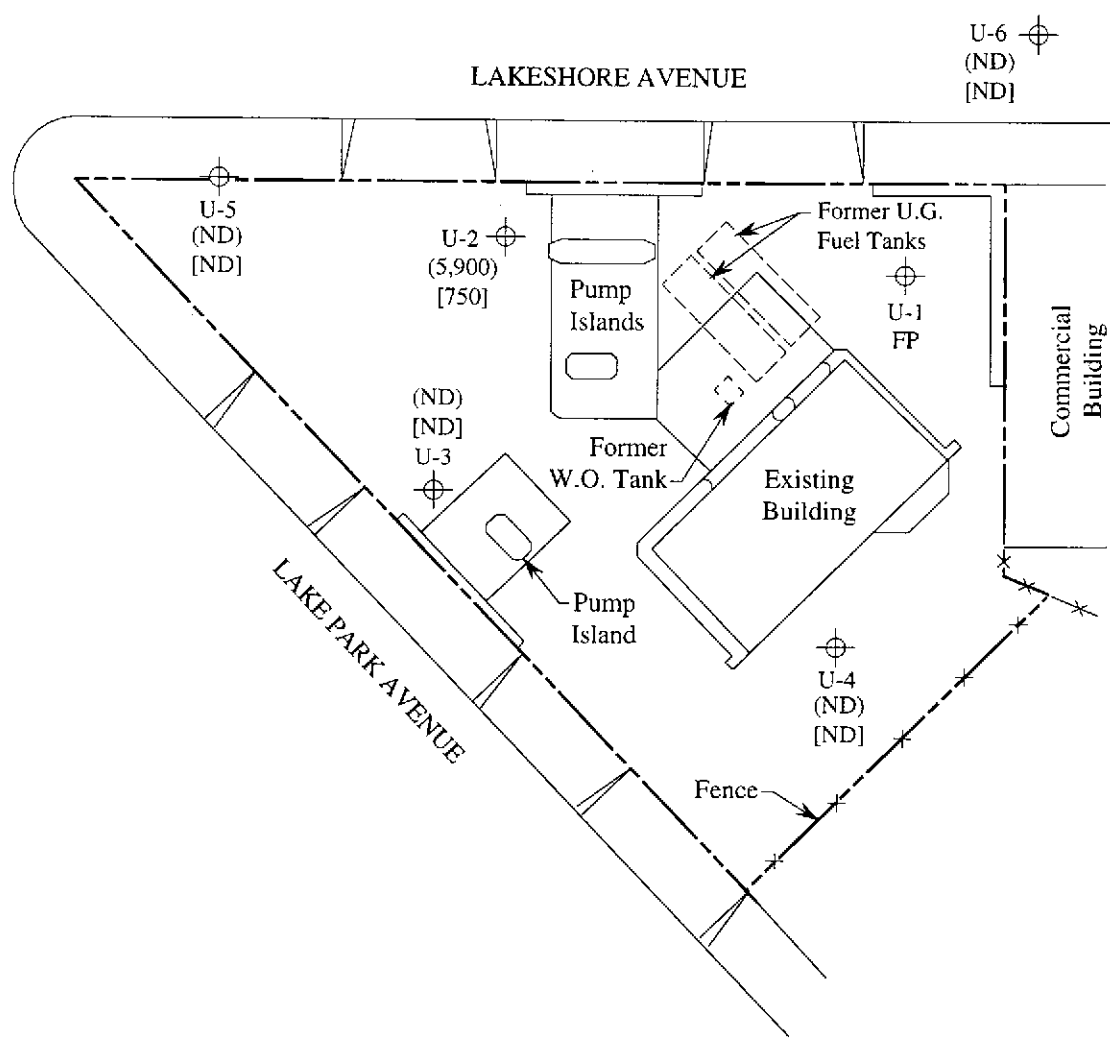 U-6
(ND)
[ND]
LAKESHORE AVENUE
U-5
(ND)
[ND]
U-2
(5,900)
[750]
Pump
Islands
Former U.G.
Fuel Tanks
U-1
FP
Commercial
Building
(ND)
[ND]
U-3
Former
W.O. Tank
Existing
Building
Pump
Island
LAKE PARK AVENUE
U-4
(ND)
[ND]
Fence